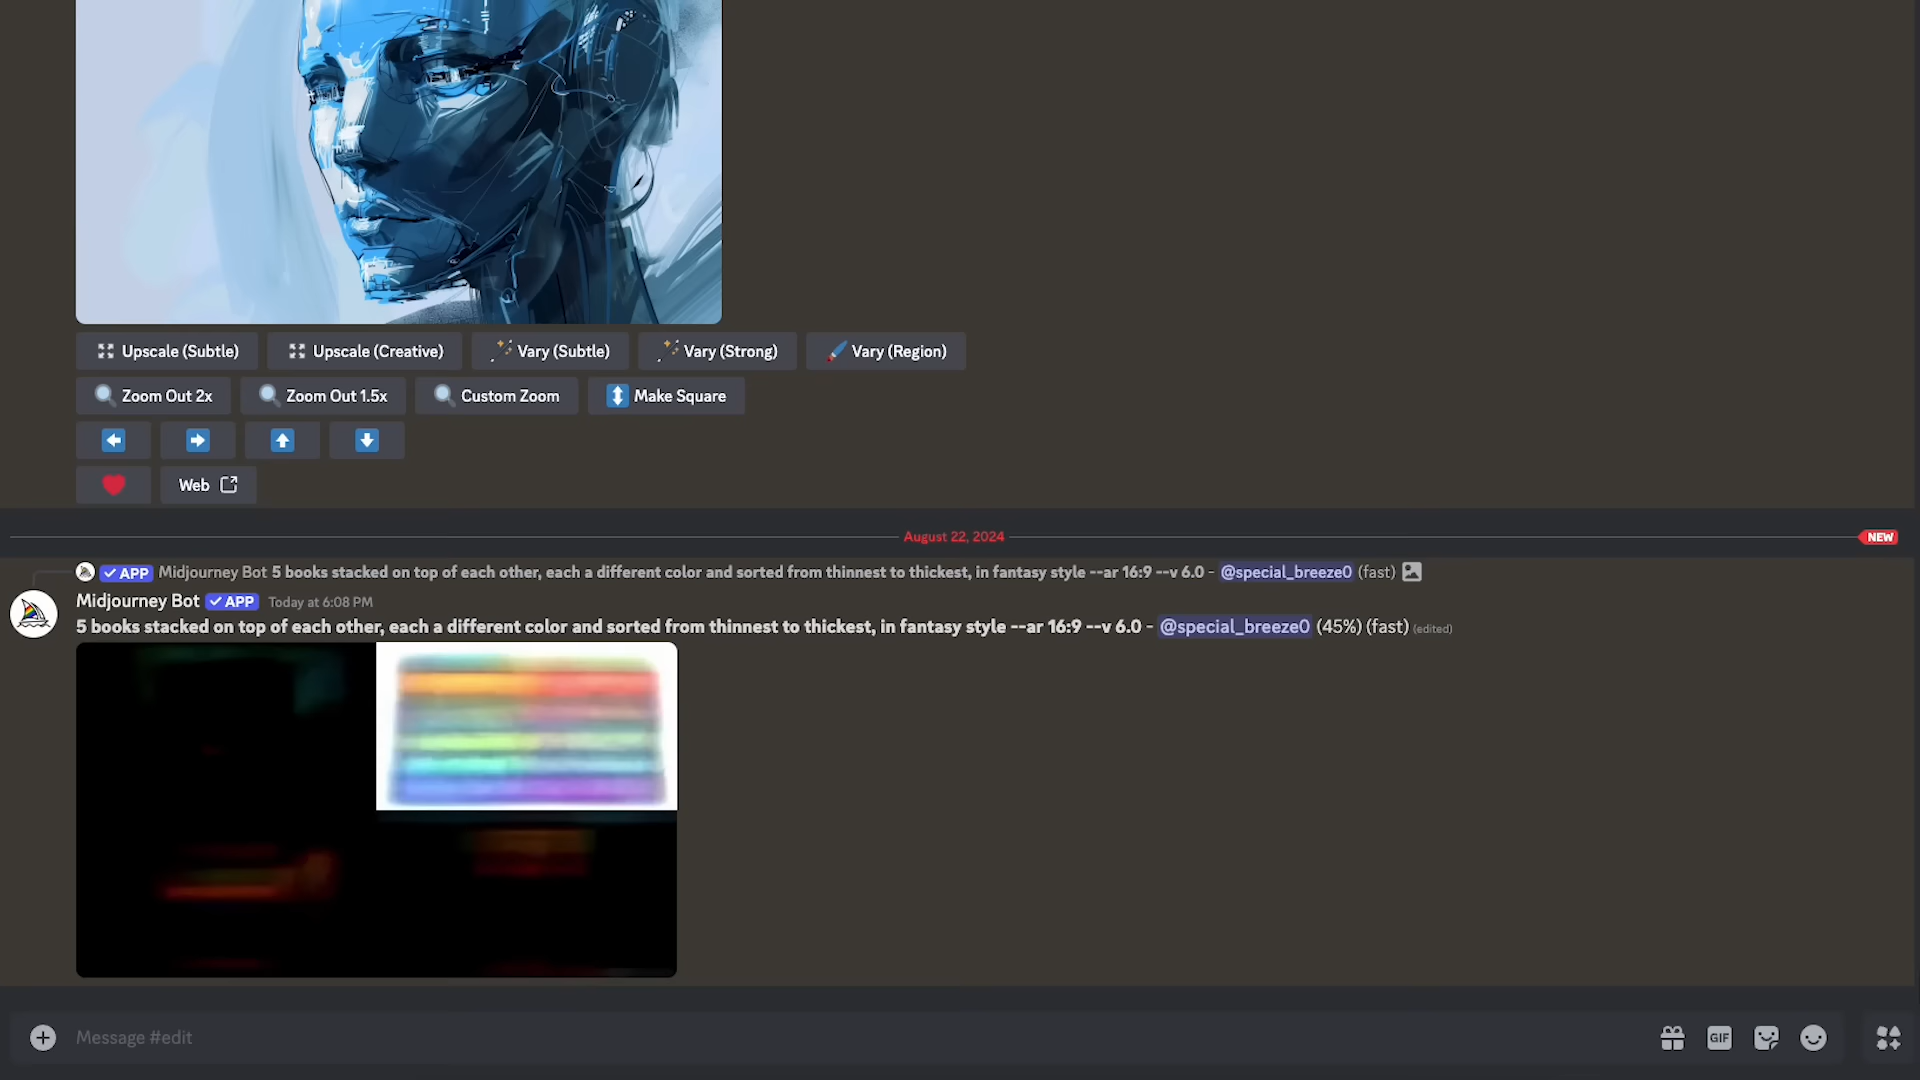 Upscale (Subtle) Upscale (Creative) Vary (Subtle) Vary (Strong) Vary (Region)
Zoom Out 2x Zoom Out 1.5x Custom Zoom Make Square
Web
August 22, 2024 NEW
APP Midjourney Bot 5 books stacked on top of each other, each a different color and sorted from thinnest to thickest, in fantasy style --ar 16:9 --v 6.0 - @special_breeze0 (fast)
Midjourney Bot APP Today at 6:08 PM
5 books stacked on top of each other, each a different color and sorted from thinnest to thickest, in fantasy style --ar 16:9 --v 6.0 - @special_breeze0 (45%) (fast) (edited)
Message #edit GIF